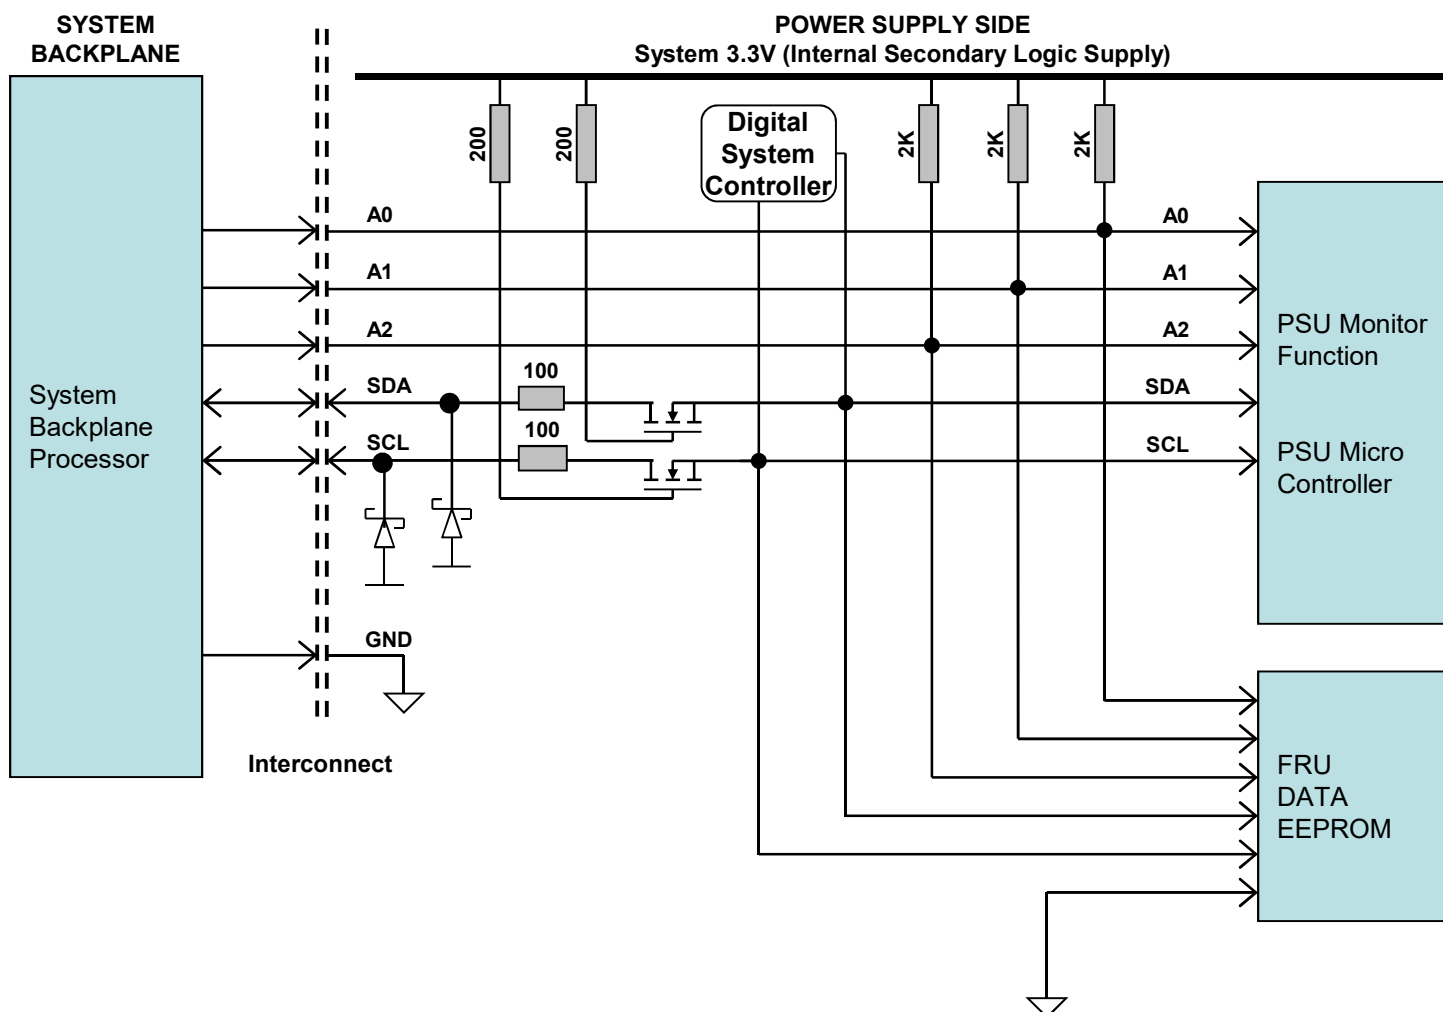 SYSTEM
BACKPLANE
POWER SUPPLY SIDE
System 3.3V (Internal Secondary Logic Supply)
200
200
Digital
System
Controller
2K
2K
2K
A0
A0
A1
A1
A2
A2
100
SDA
SDA
100
SCL
SCL
System
Backplane
Processor
PSU Monitor
Function
PSU Micro
Controller
GND
Interconnect
FRU
DATA
EEPROM